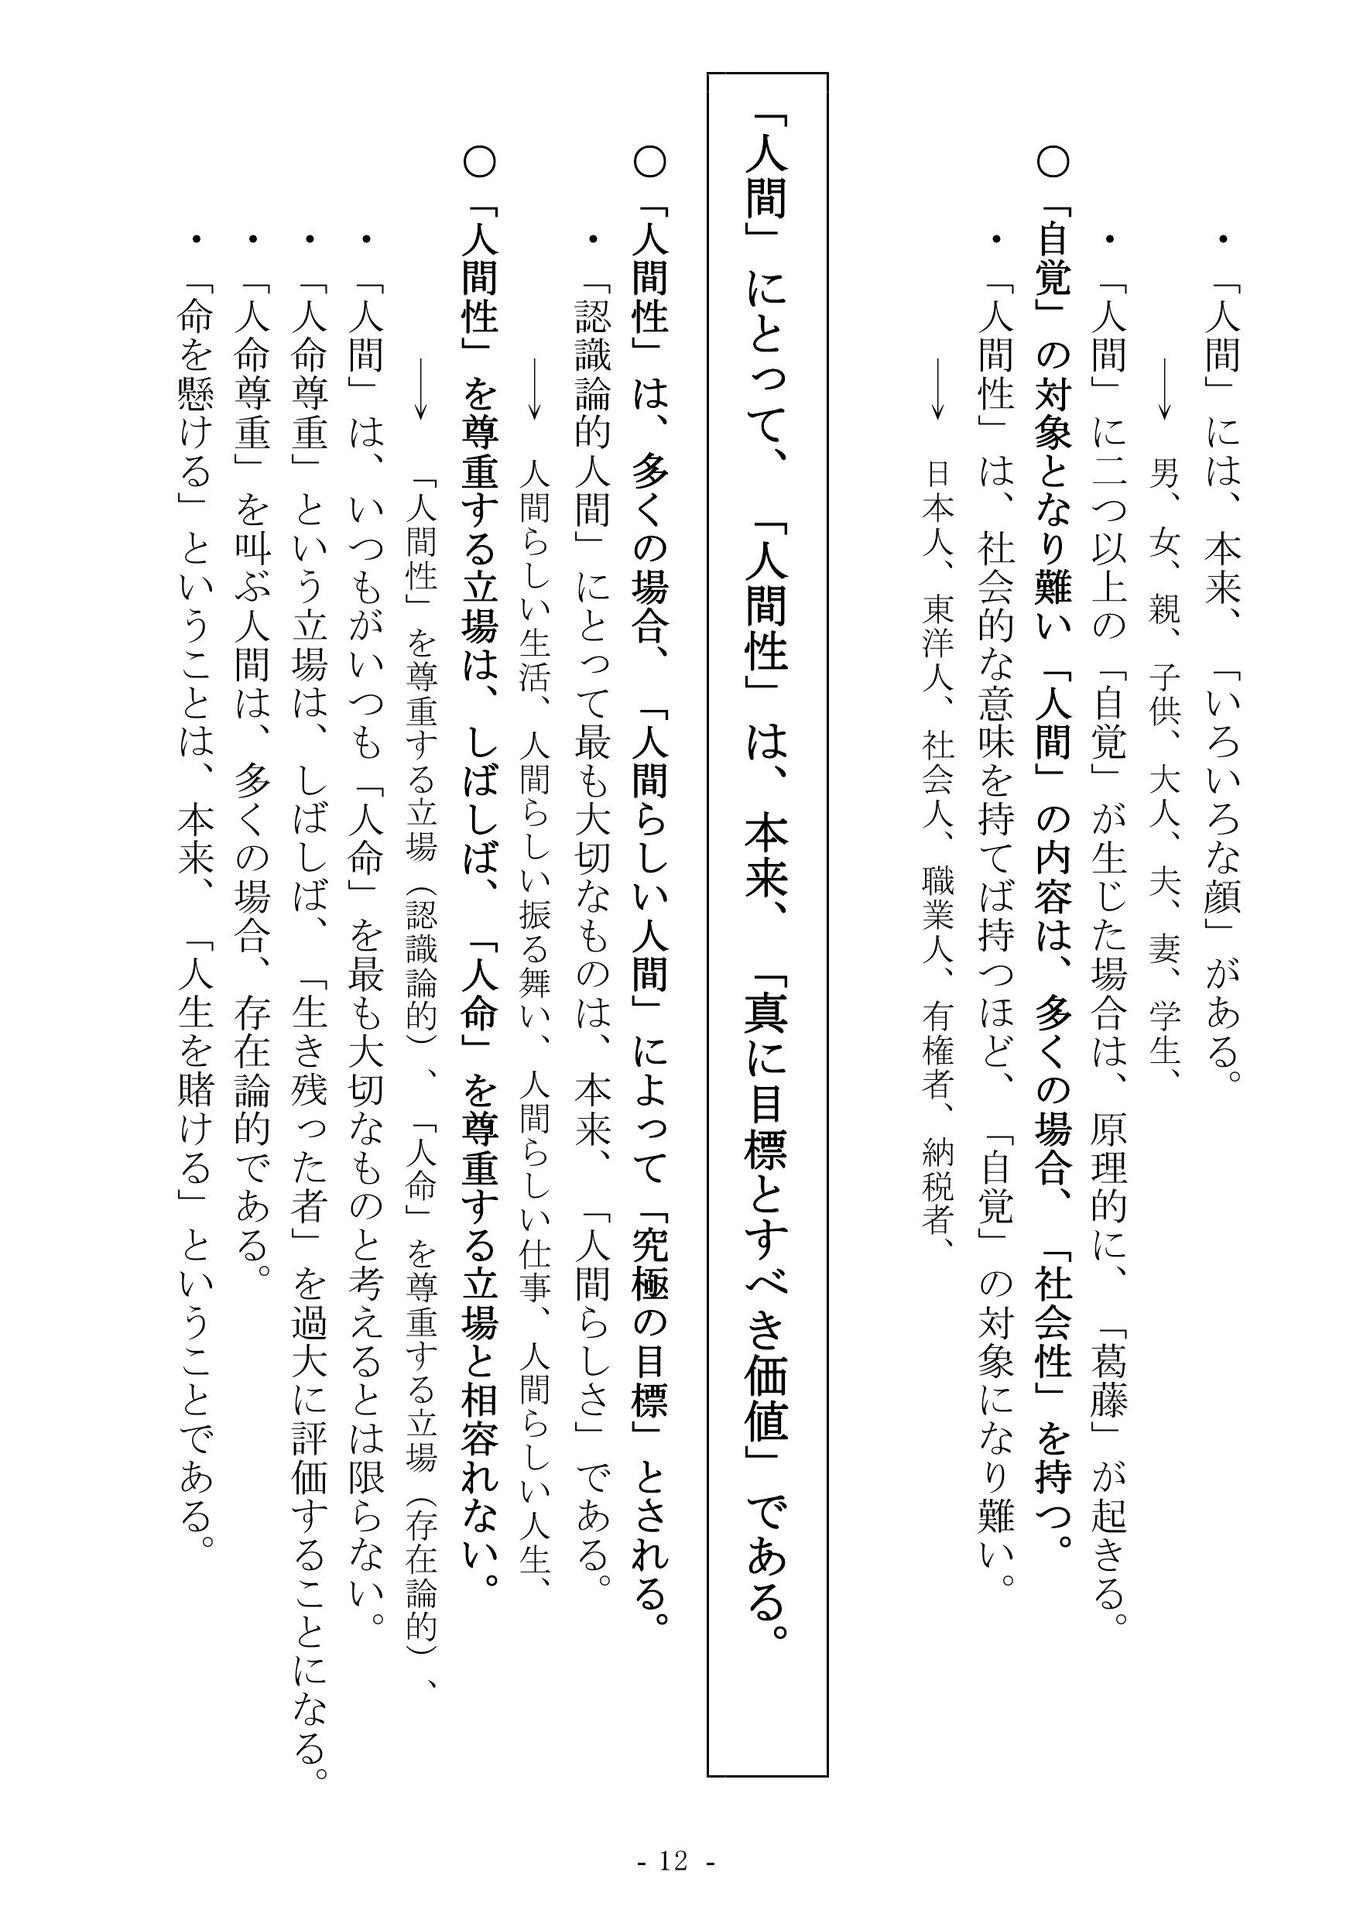 ・「人間」には、本来、「いろいろな顔」がある。
→ 男、女、親、子供、大人、夫、妻、学生、
・「人間」に二つ以上の「自覚」が生じた場合は、原理的に、「葛藤」が起きる。
○「自覚」の対象となり難い「人間」の内容は、多くの場合、「社会性」を持つ。
・「人間性」は、社会的な意味を持てば持つほど、「自覚」の対象になり難い。
→ 日本人、東洋人、社会人、職業人、有権者、納税者、
「人間」にとって、「人間性」は、本来、「真に目標とすべき価値」である。
○「人間性」は、多くの場合、「人間らしい人間」によって「究極の目標」とされる。
・「認識論的人間」にとって最も大切なものは、本来、「人間らしさ」である。
→ 人間らしい生活、人間らしい振る舞い、人間らしい仕事、人間らしい人生、
○「人間性」を尊重する立場は、しばしば、「人命」を尊重する立場と相容れない。
→ 「人間性」を尊重する立場（認識論的）、「人命」を尊重する立場（存在論的）、
・「人間」は、いつもがいつも「人命」を最も大切なものと考えるとは限らない。
・「人命尊重」という立場は、しばしば、「生き残った者」を過大に評価することになる。
・「人命尊重」を叫ぶ人間は、多くの場合、存在論的である。
・「命を懸ける」ということは、本来、「人生を賭ける」ということである。
- 12 -